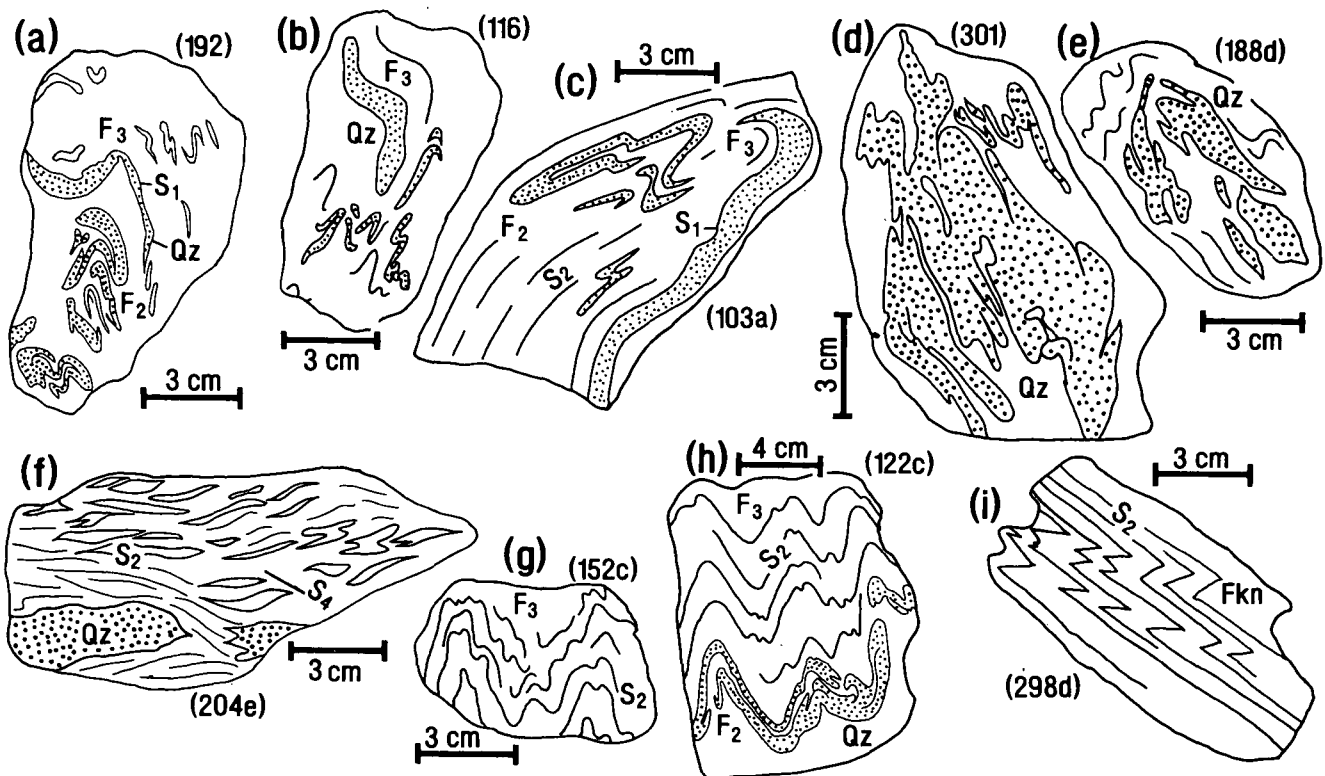 (a)
(192)
F3
S1
Qz
F2
3 cm
(b)
(116)
F3
Qz
3 cm
(c)
3 cm
F3
S1
F2
S2
(103a)
(d)
(301)
3 cm
Qz
(e)
(188d)
Qz
3 cm
(f)
S2
S4
Qz
3 cm
(204e)
(g)
(152c)
F3
S2
3 cm
(h)
4 cm
(122c)
F3
S2
F2
Qz
(i)
3 cm
S2
Fkn
(298d)